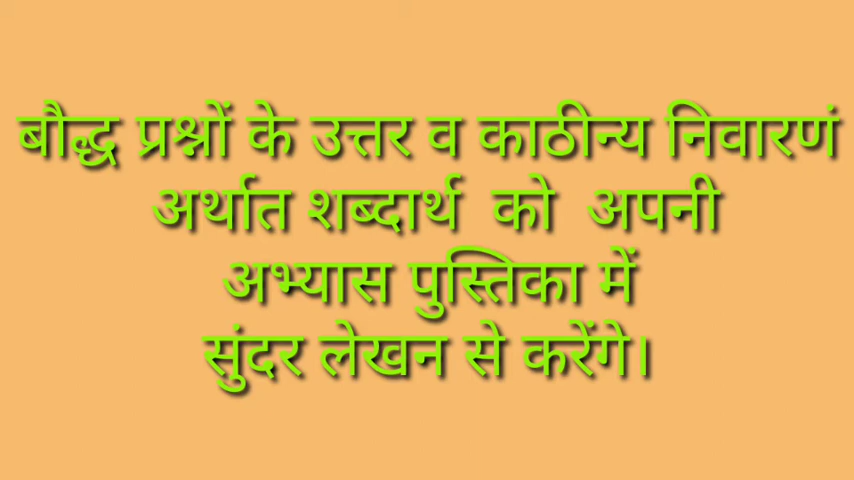 बौद्ध प्रश्नों के उत्तर व काठीन्य निवारणं
अर्थात शब्दार्थ को अपनी
अभ्यास पुस्तिका में
सुंदर लेखन से करेंगे।